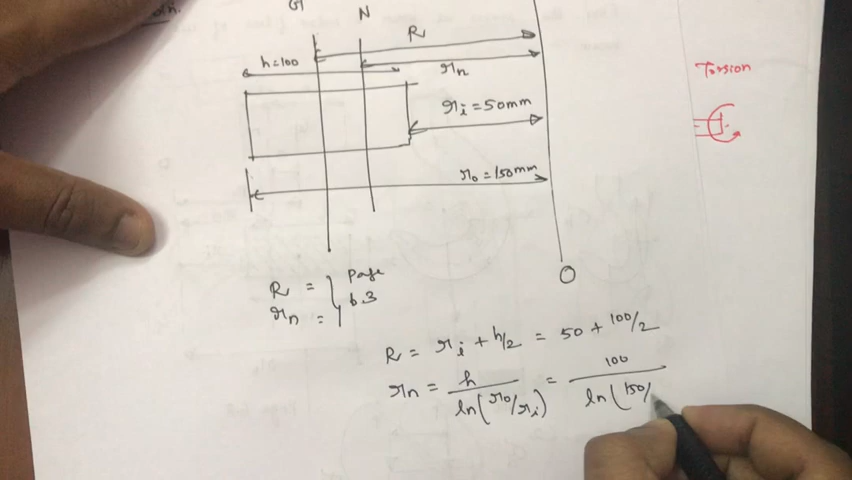 G N
R
h=100
rn
Torsion
ri = 50mm
ro = 150mm
O
R = } Page
rn = } 6.3
R = ri + h/2 = 50 + 100/2
rn = h / ln(ro/ri) = 100 / ln(150/